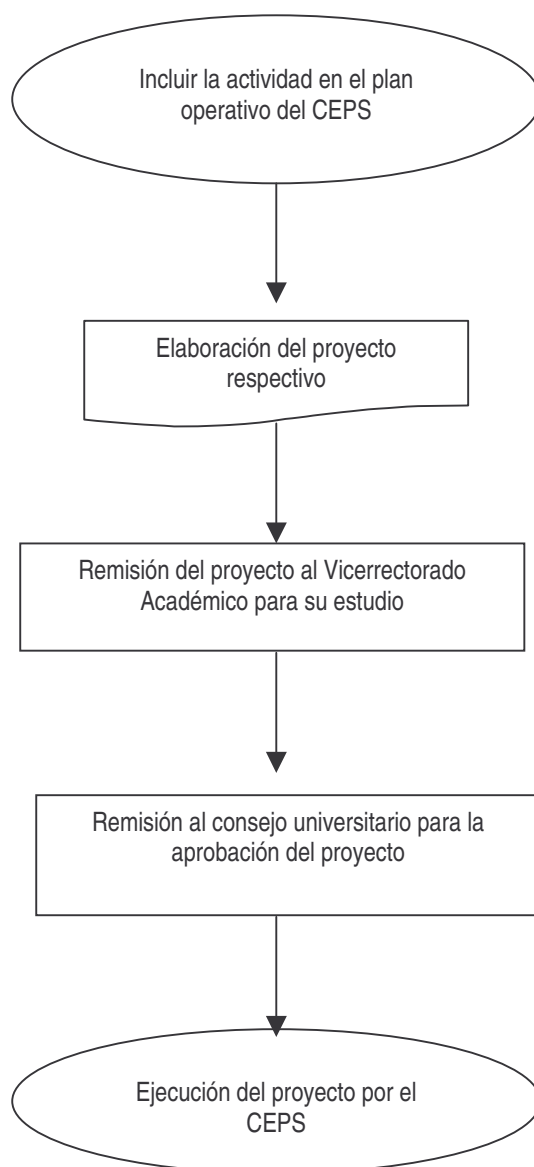 Incluir la actividad en el plan
operativo del CEPS
Elaboración del proyecto
respectivo
Remisión del proyecto al Vicerrectorado
Académico para su estudio
Remisión al consejo universitario para la
aprobación del proyecto
Ejecución del proyecto por el
CEPS